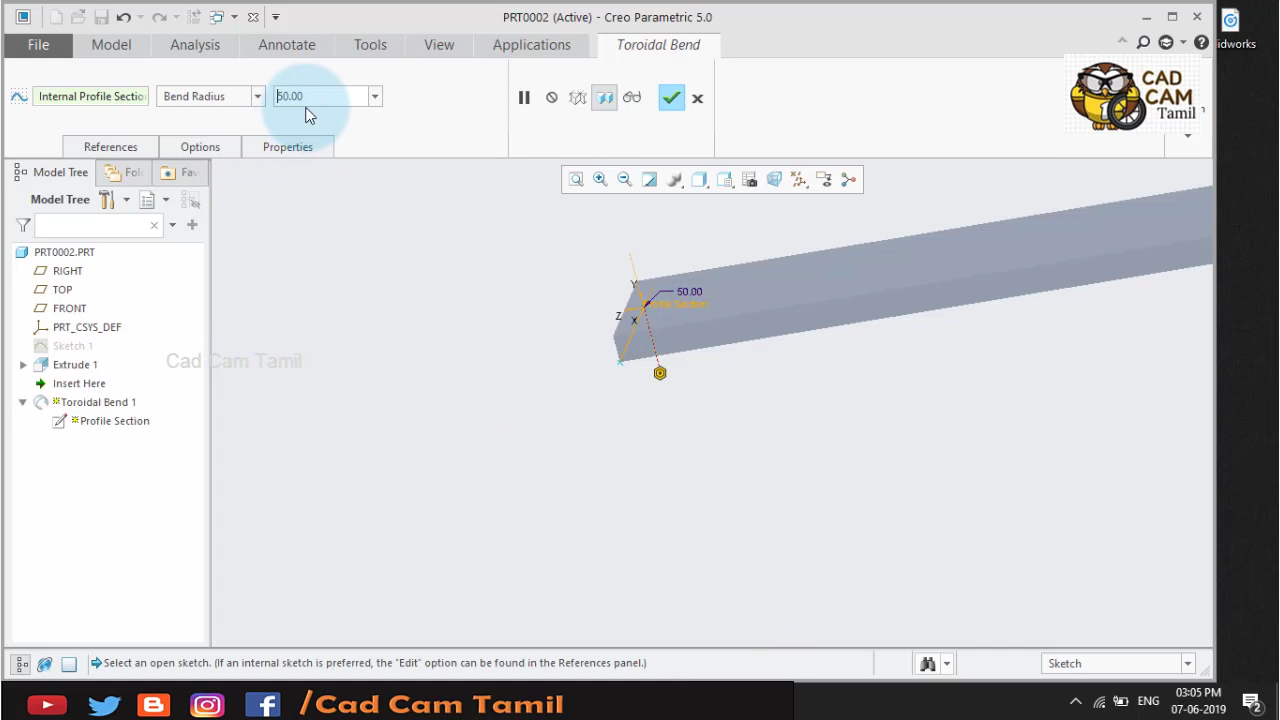 PRT0002 (Active) - Creo Parametric 5.0
idworks
File Model Analysis Annotate Tools View Applications Toroidal Bend
Internal Profile Sectio Bend Radius 50.00
CAD
CAM
Tamil
References Options Properties
Model Tree Fol Fav
Model Tree
PRT0002.PRT
RIGHT
TOP
FRONT
PRT_CSYS_DEF
Sketch 1
Extrude 1
Insert Here
Toroidal Bend 1
Profile Section
Cad Cam Tamil
Y
50.00
Z
X
Select an open sketch. (If an internal sketch is preferred, the "Edit" option can be found in the References panel.)
Sketch
/Cad Cam Tamil
ENG
03:05 PM
07-06-2019
2